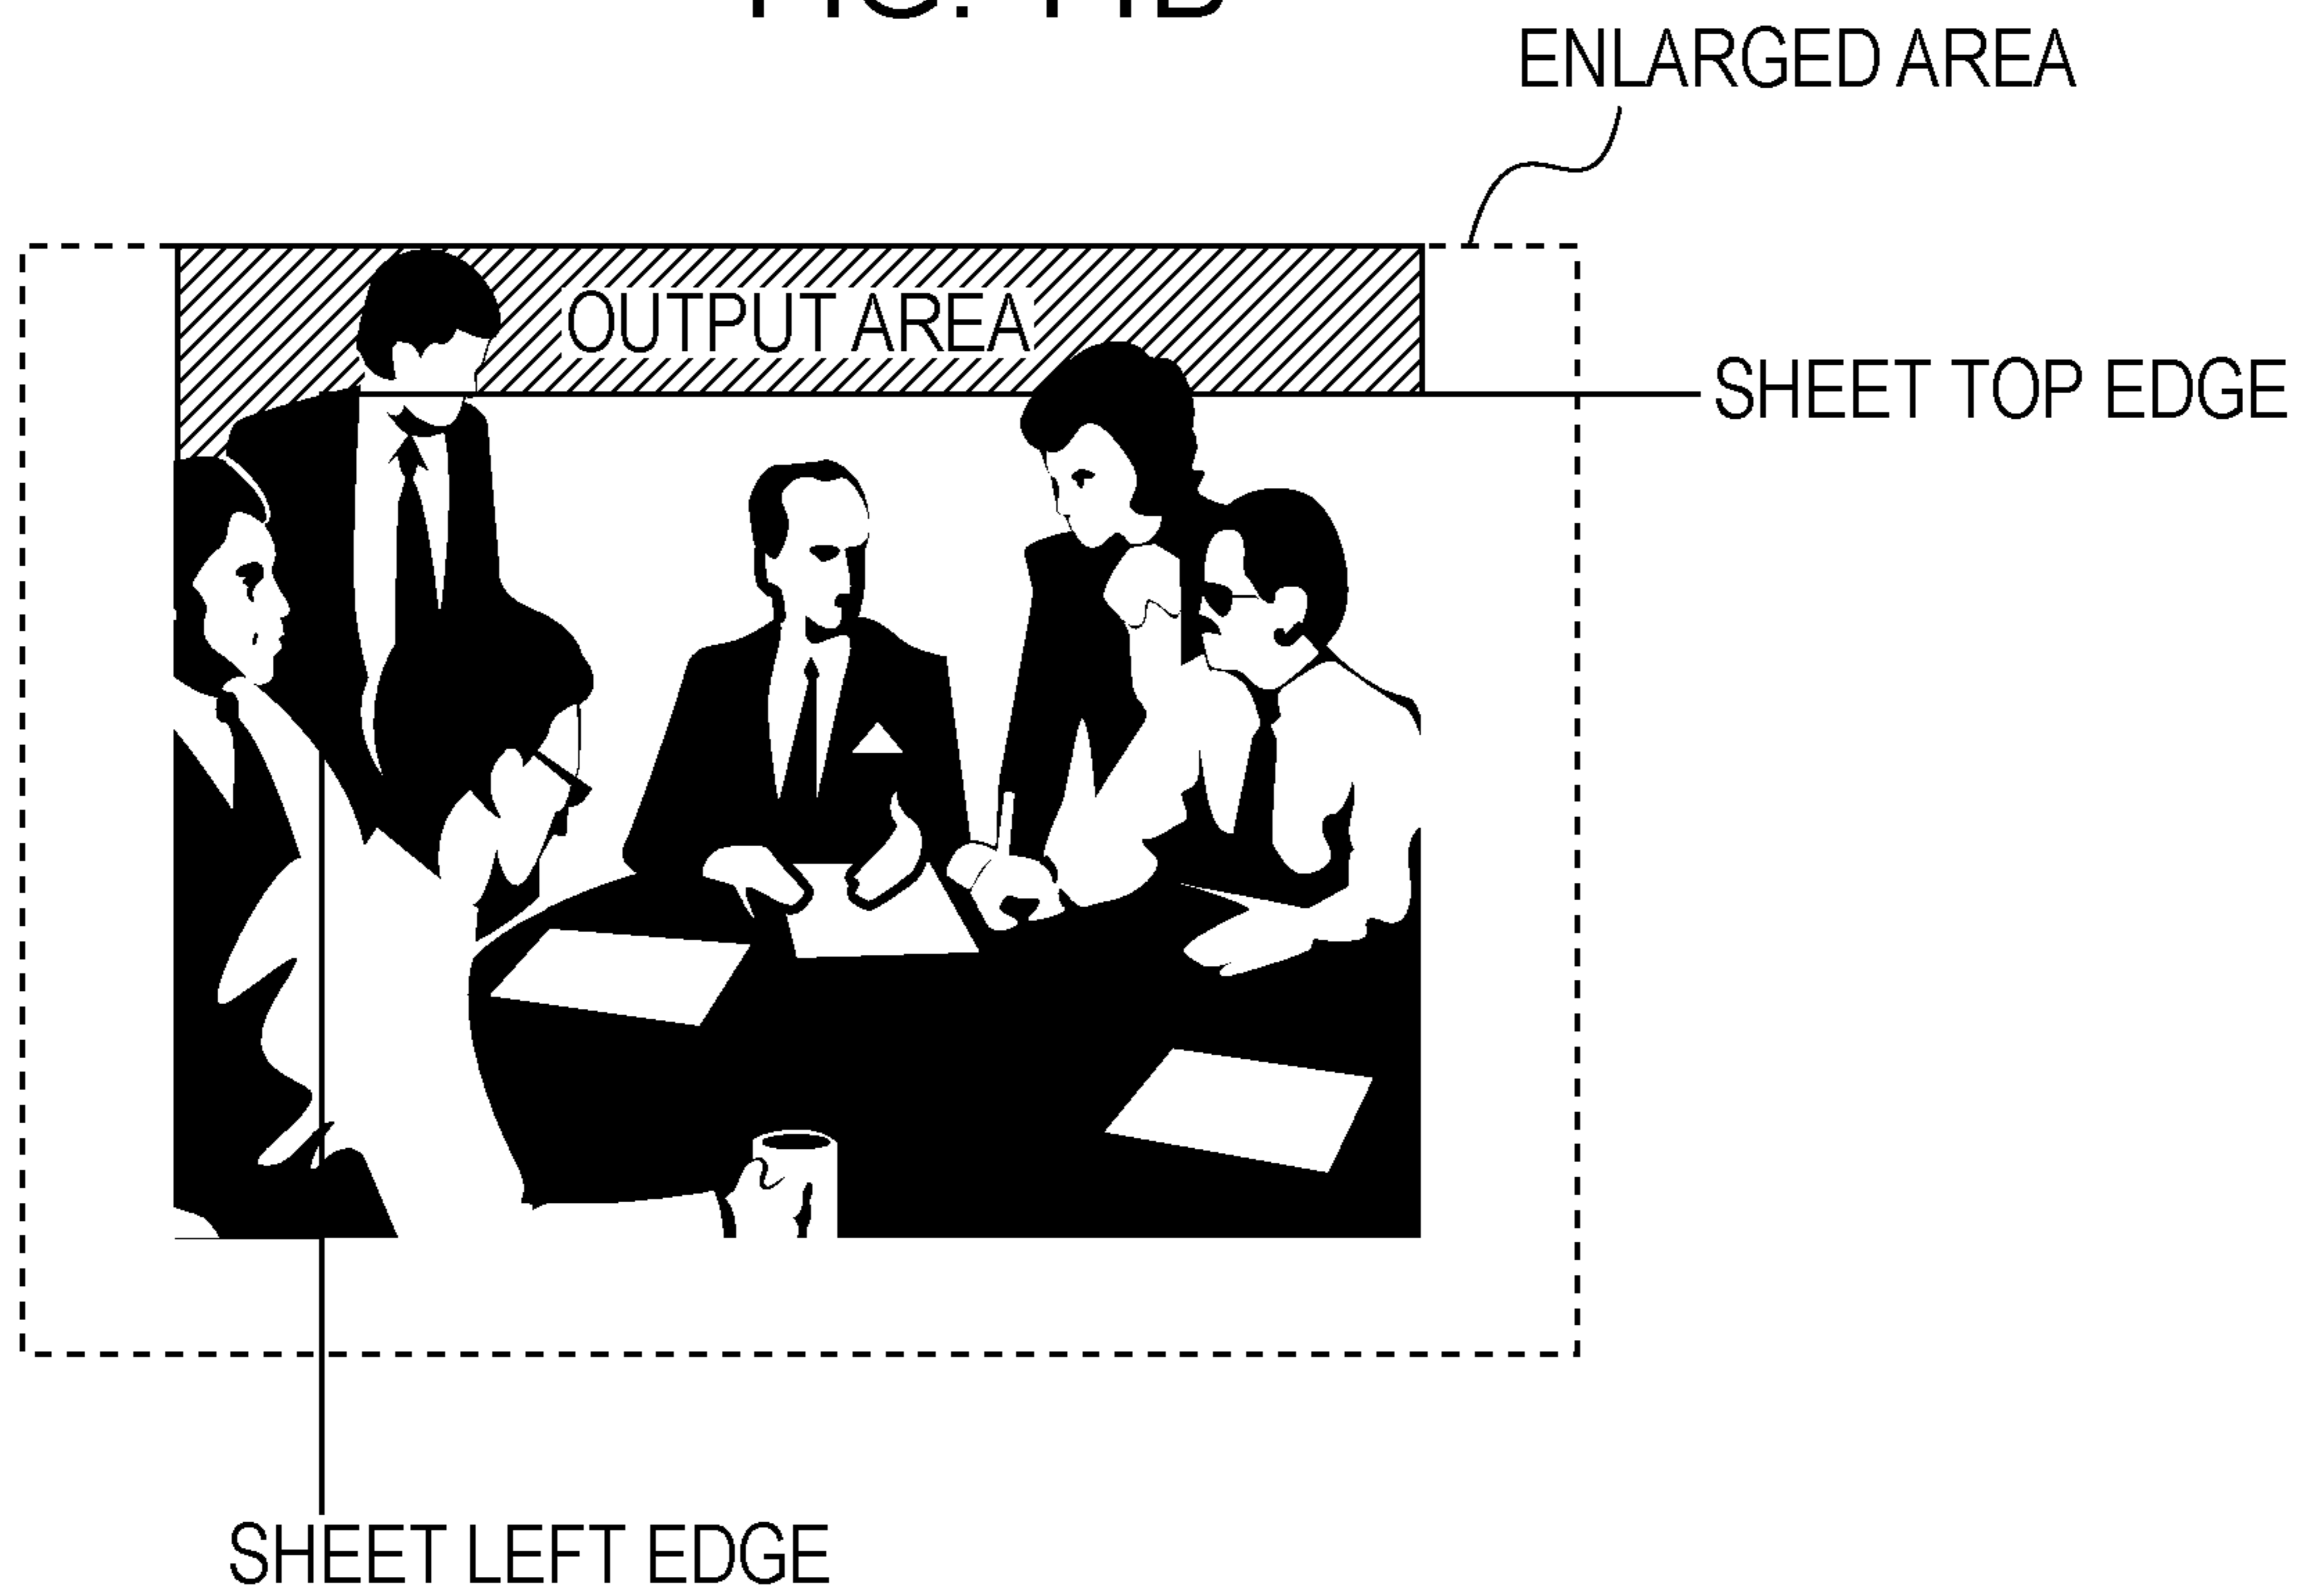 ENLARGED AREA
OUTPUT AREA
SHEET TOP EDGE
SHEET LEFT EDGE